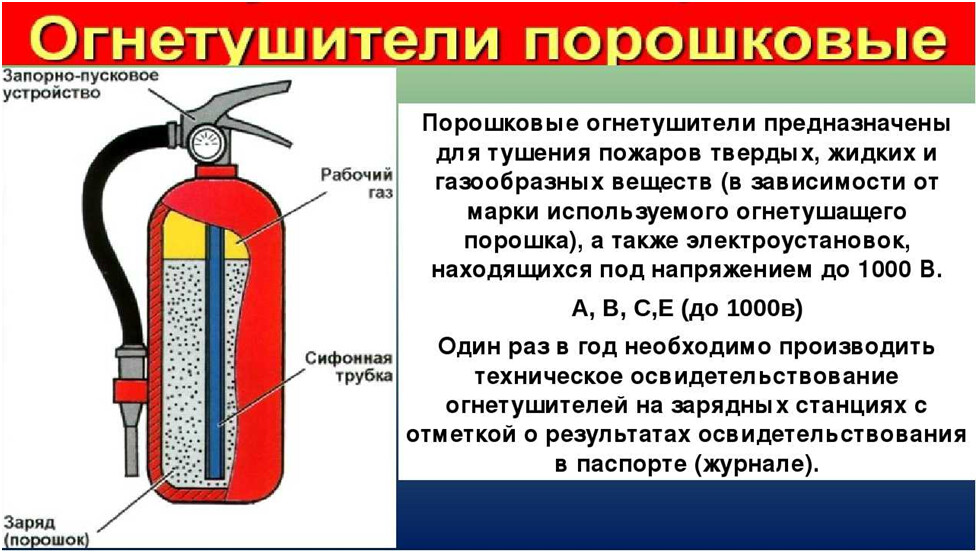 Огнетушители порошковые
Запорно-пусковое
устройство
Рабочий
газ
Сифонная
трубка
Заряд
(порошок)
Порошковые огнетушители предназначены
для тушения пожаров твердых, жидких и
газообразных веществ (в зависимости от
марки используемого огнетушащего
порошка), а также электроустановок,
находящихся под напряжением до 1000 В.
А, В, С,Е (до 1000в)
Один раз в год необходимо производить
техническое освидетельствование
огнетушителей на зарядных станциях с
отметкой о результатах освидетельствования
в паспорте (журнале).